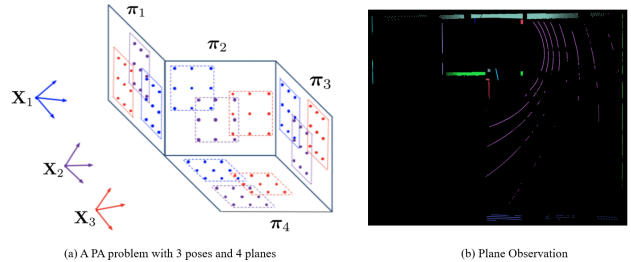 π₁
π₂
π₃
X₁
X₂
X₃
π₄
(a) A PA problem with 3 poses and 4 planes
(b) Plane Observation